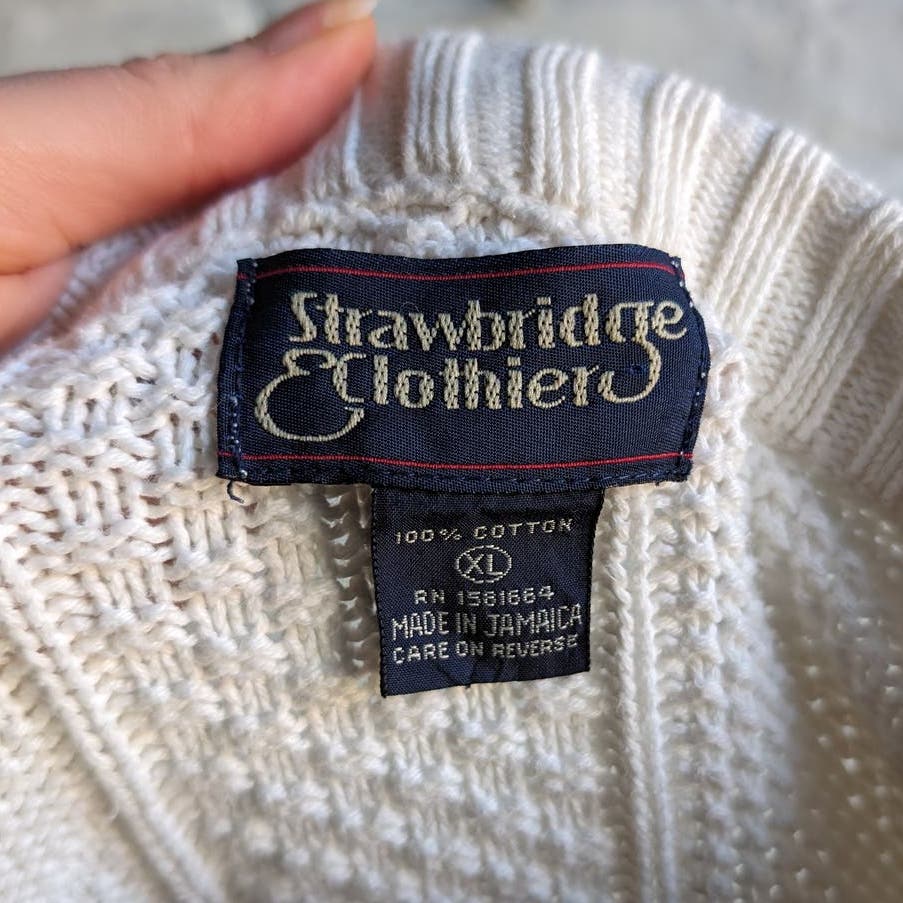 Strawbridge
& Clothier
100% COTTON
XL
RN 1561664
MADE IN JAMAICA
CARE ON REVERSE